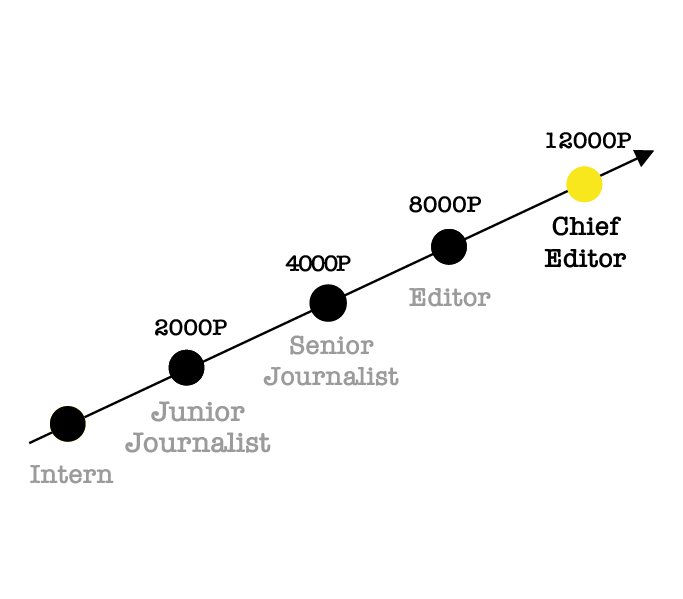 12000P
Chief
Editor
8000P
Editor
4000P
Senior
Journalist
2000P
Junior
Journalist
Intern